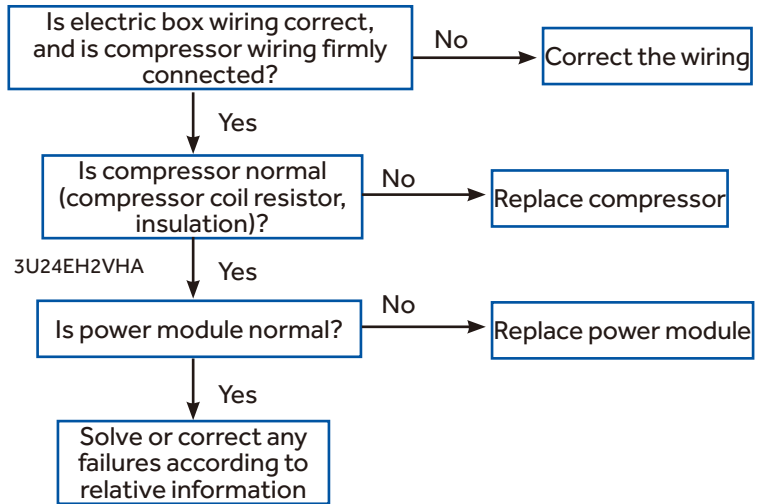 Is electric box wiring correct,
and is compressor wiring firmly
connected?
No
Correct the wiring
Yes
Is compressor normal
(compressor coil resistor,
insulation)?
No
Replace compressor
3U24EH2VHA
Yes
Is power module normal?
No
Replace power module
Yes
Solve or correct any
failures according to
relative information